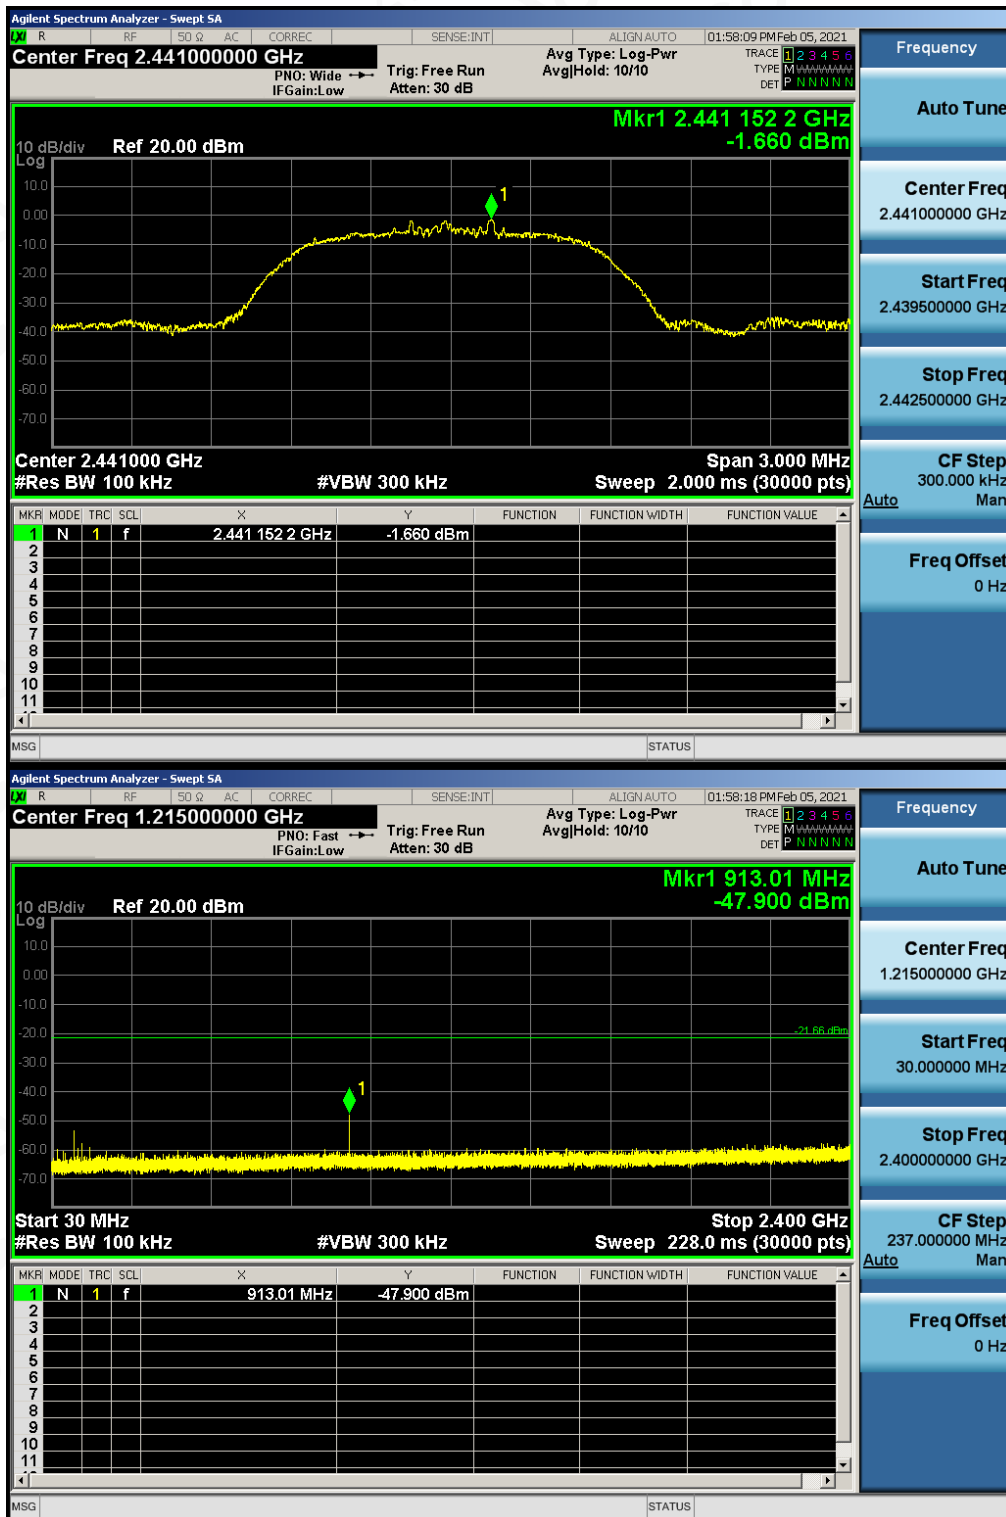 Agilent Spectrum Analyzer - Swept SA
LXI R RF 50 Ω AC CORREC SENSE:INT ALIGN AUTO 01:58:09 PM Feb 05, 2021
Center Freq 2.441000000 GHz Avg Type: Log-Pwr TRACE 1 2 3 4 5 6
PNO: Wide Trig: Free Run Avg|Hold: 10/10 TYPE M
IFGain:Low Atten: 30 dB DET P N N N N N
Mkr1 2.441 152 2 GHz
10 dB/div Ref 20.00 dBm -1.660 dBm
Log
10.0
1
0.00
-10.0
-20.0
-30.0
-40.0
-50.0
-60.0
-70.0
Center 2.441000 GHz Span 3.000 MHz
#Res BW 100 kHz #VBW 300 kHz Sweep 2.000 ms (30000 pts)
MKR MODE TRC SCL X Y FUNCTION FUNCTION WIDTH FUNCTION VALUE
1 N 1 f 2.441 152 2 GHz -1.660 dBm
2
3
4
5
6
7
8
9
10
11
MSG STATUS
Frequency
Auto Tune
Center Freq
2.441000000 GHz
Start Freq
2.439500000 GHz
Stop Freq
2.442500000 GHz
CF Step
300.000 kHz
Auto Man
Freq Offset
0 Hz
Agilent Spectrum Analyzer - Swept SA
LXI R RF 50 Ω AC CORREC SENSE:INT ALIGN AUTO 01:58:18 PM Feb 05, 2021
Center Freq 1.215000000 GHz Avg Type: Log-Pwr TRACE 1 2 3 4 5 6
PNO: Fast Trig: Free Run Avg|Hold: 10/10 TYPE M
IFGain:Low Atten: 30 dB DET P N N N N N
Mkr1 913.01 MHz
10 dB/div Ref 20.00 dBm -47.900 dBm
Log
10.0
0.00
-10.0
-20.0 -21.66 dBm
-30.0
-40.0 1
-50.0
-60.0
-70.0
Start 30 MHz Stop 2.400 GHz
#Res BW 100 kHz #VBW 300 kHz Sweep 228.0 ms (30000 pts)
MKR MODE TRC SCL X Y FUNCTION FUNCTION WIDTH FUNCTION VALUE
1 N 1 f 913.01 MHz -47.900 dBm
2
3
4
5
6
7
8
9
10
11
MSG STATUS
Frequency
Auto Tune
Center Freq
1.215000000 GHz
Start Freq
30.000000 MHz
Stop Freq
2.400000000 GHz
CF Step
237.000000 MHz
Auto Man
Freq Offset
0 Hz